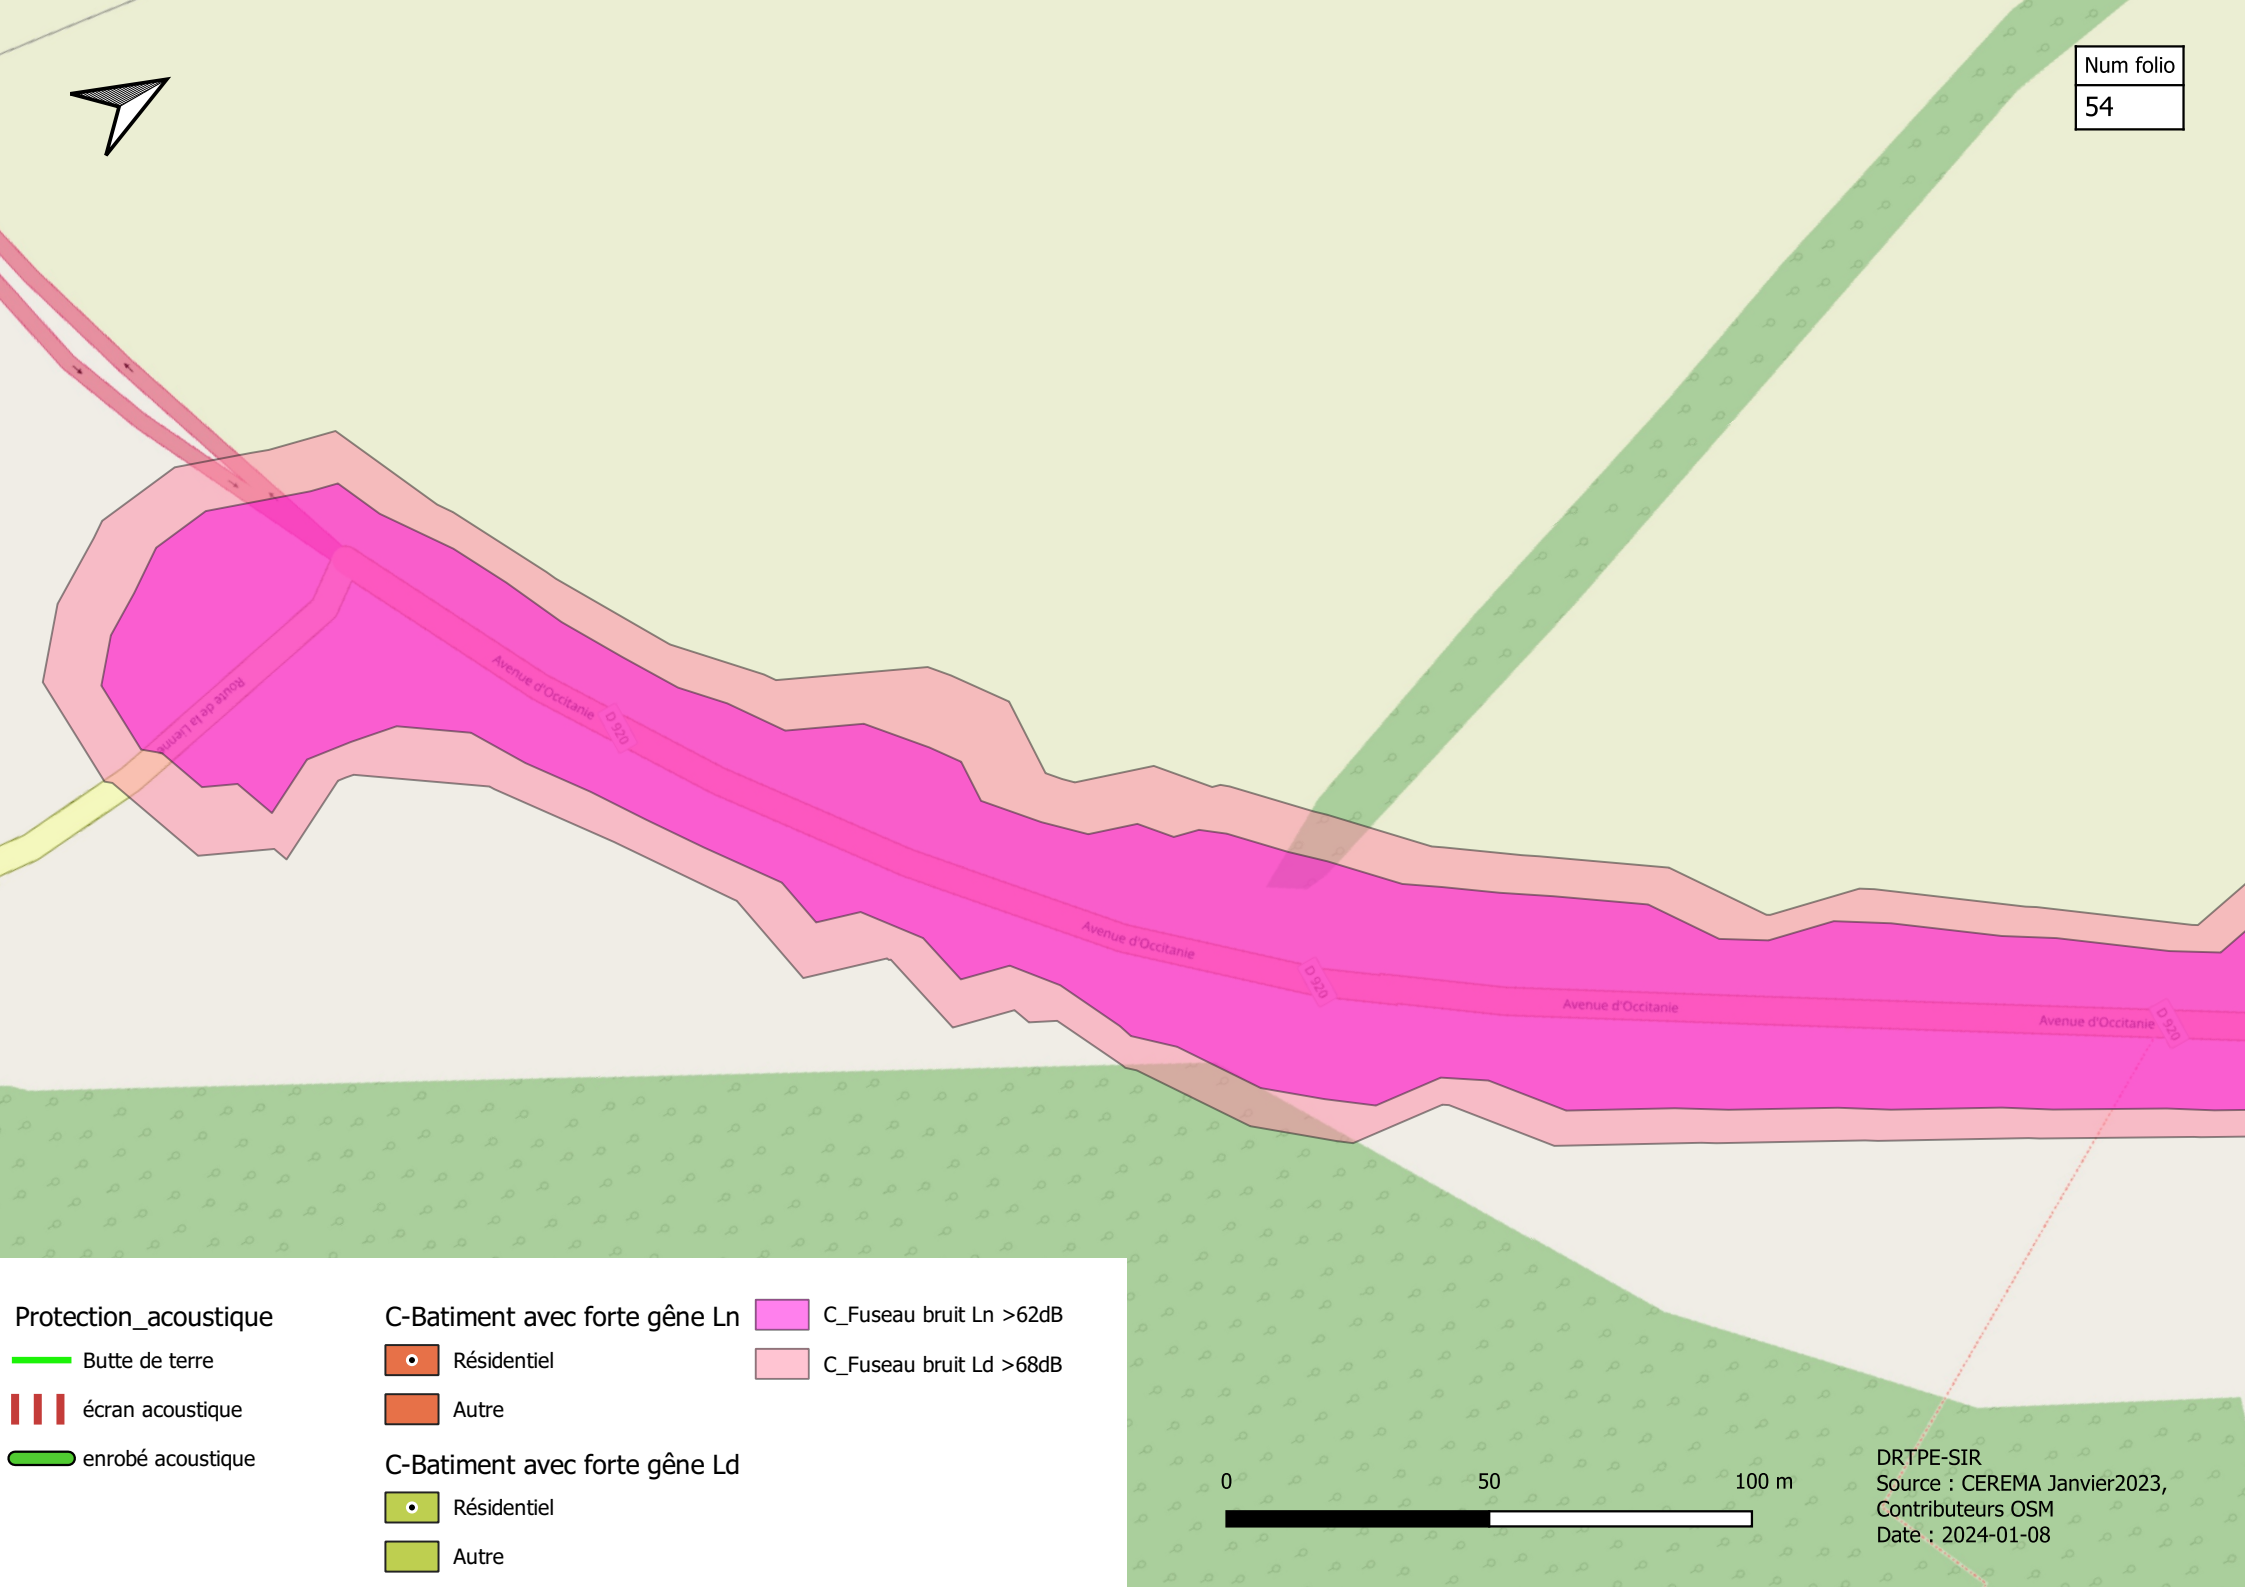 Num folio
54
Avenue d'Occitanie
D 920
Route de la Lienne
Avenue d'Occitanie
D 920
Avenue d'Occitanie
Avenue d'Occitanie
D 920
Protection_acoustique
Butte de terre
écran acoustique
enrobé acoustique
C-Batiment avec forte gêne Ln
Résidentiel
Autre
C-Batiment avec forte gêne Ld
Résidentiel
Autre
C_Fuseau bruit Ln >62dB
C_Fuseau bruit Ld >68dB
0 50 100 m
DRTPE-SIR
Source : CEREMA Janvier2023,
Contributeurs OSM
Date : 2024-01-08